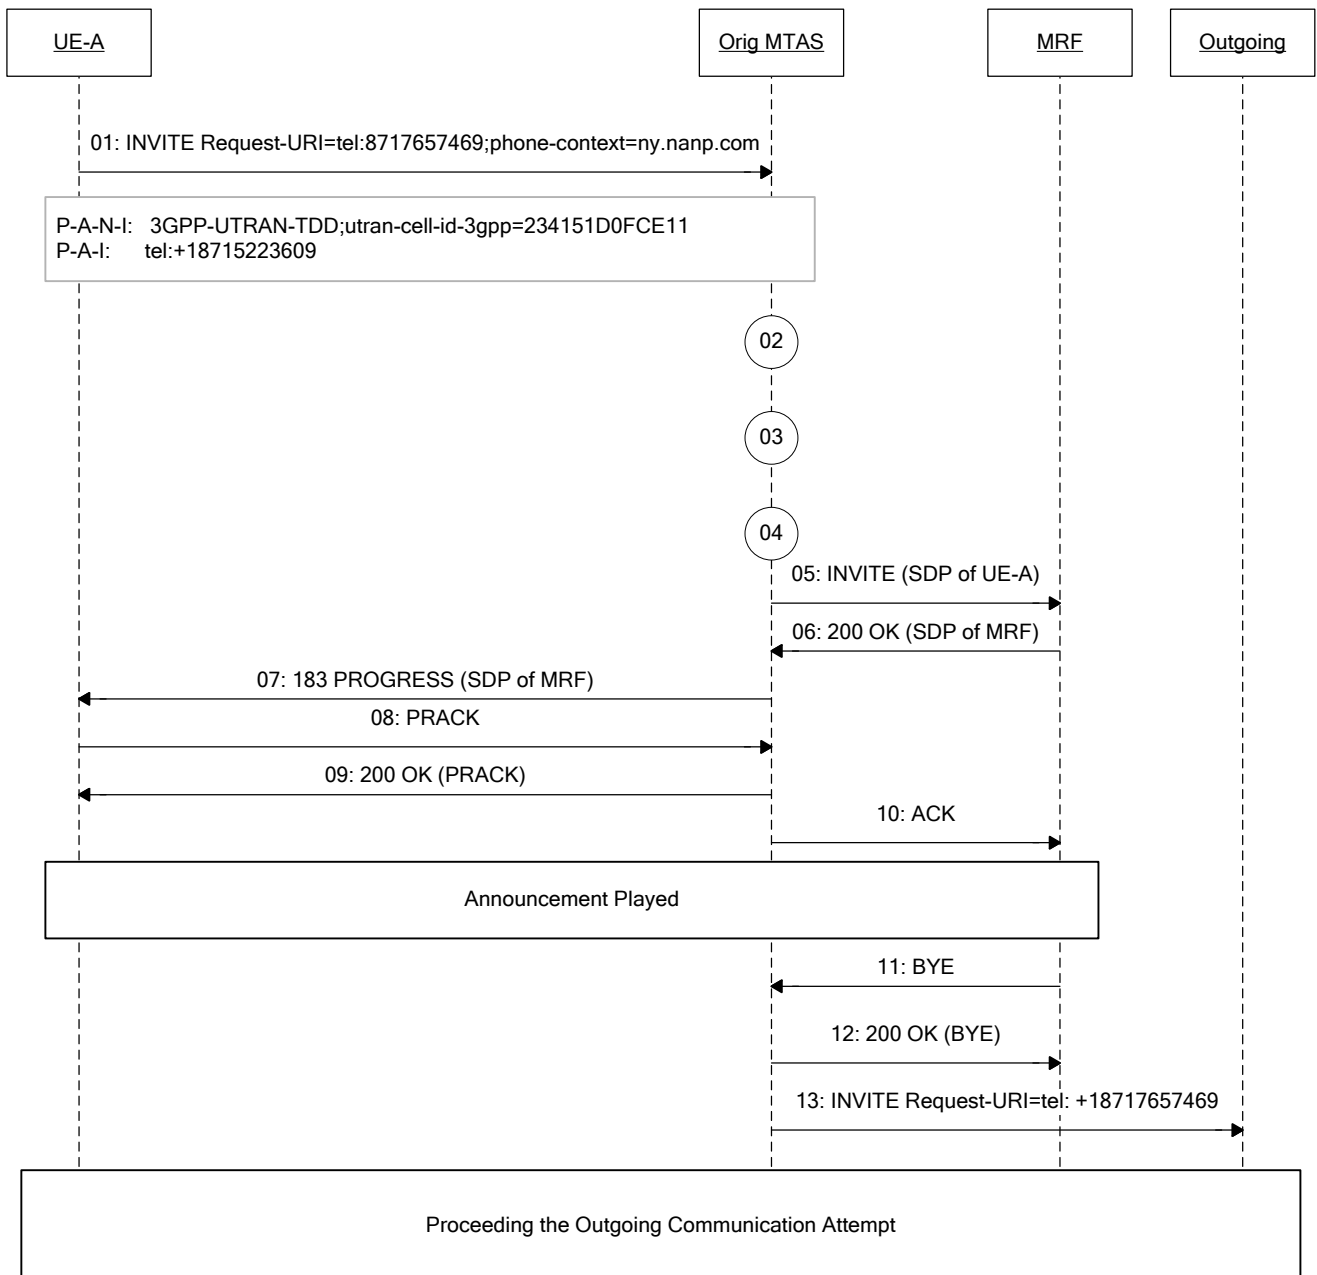 UE-A
Orig MTAS
MRF
Outgoing
01: INVITE Request-URI=tel:8717657469;phone-context=ny.nanp.com
P-A-N-I: 3GPP-UTRAN-TDD;utran-cell-id-3gpp=234151D0FCE11
P-A-I: tel:+18715223609
02
03
04
05: INVITE (SDP of UE-A)
06: 200 OK (SDP of MRF)
07: 183 PROGRESS (SDP of MRF)
08: PRACK
09: 200 OK (PRACK)
10: ACK
Announcement Played
11: BYE
12: 200 OK (BYE)
13: INVITE Request-URI=tel: +18717657469
Proceeding the Outgoing Communication Attempt